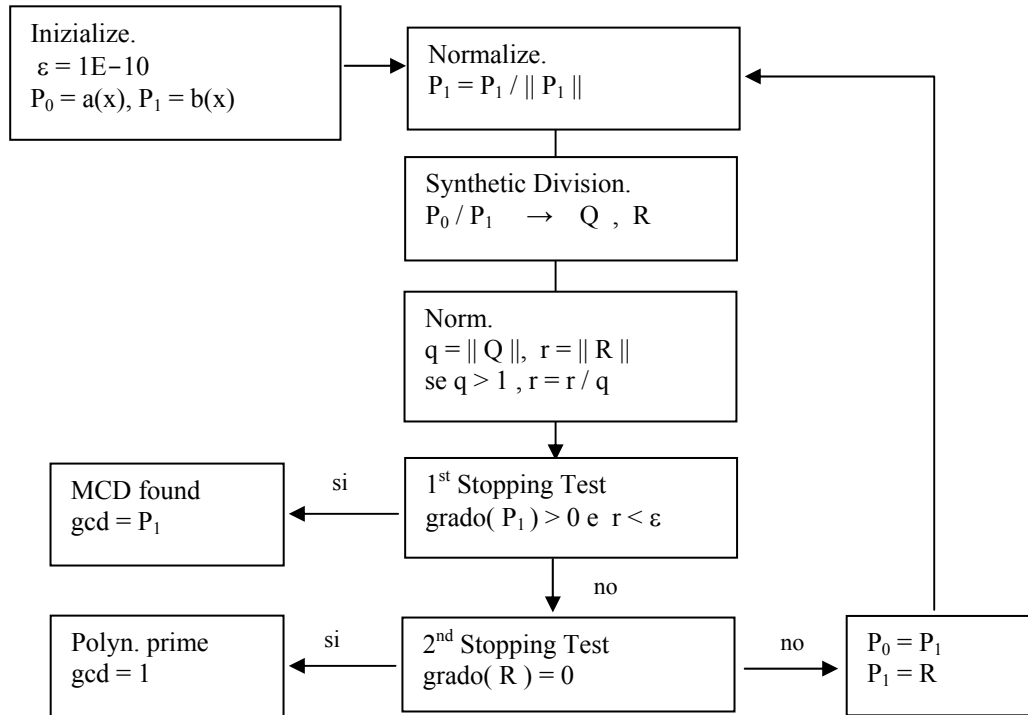 Inizialize.
ε = 1E−10
P₀ = a(x), P₁ = b(x)
Normalize.
P₁ = P₁ / || P₁ ||
Synthetic Division.
P₀ / P₁ → Q , R
Norm.
q = || Q ||, r = || R ||
se q > 1 , r = r / q
1ˢᵗ Stopping Test
grado( P₁ ) > 0 e r < ε
si
MCD found
gcd = P₁
no
2ⁿᵈ Stopping Test
grado( R ) = 0
si
Polyn. prime
gcd = 1
no
P₀ = P₁
P₁ = R